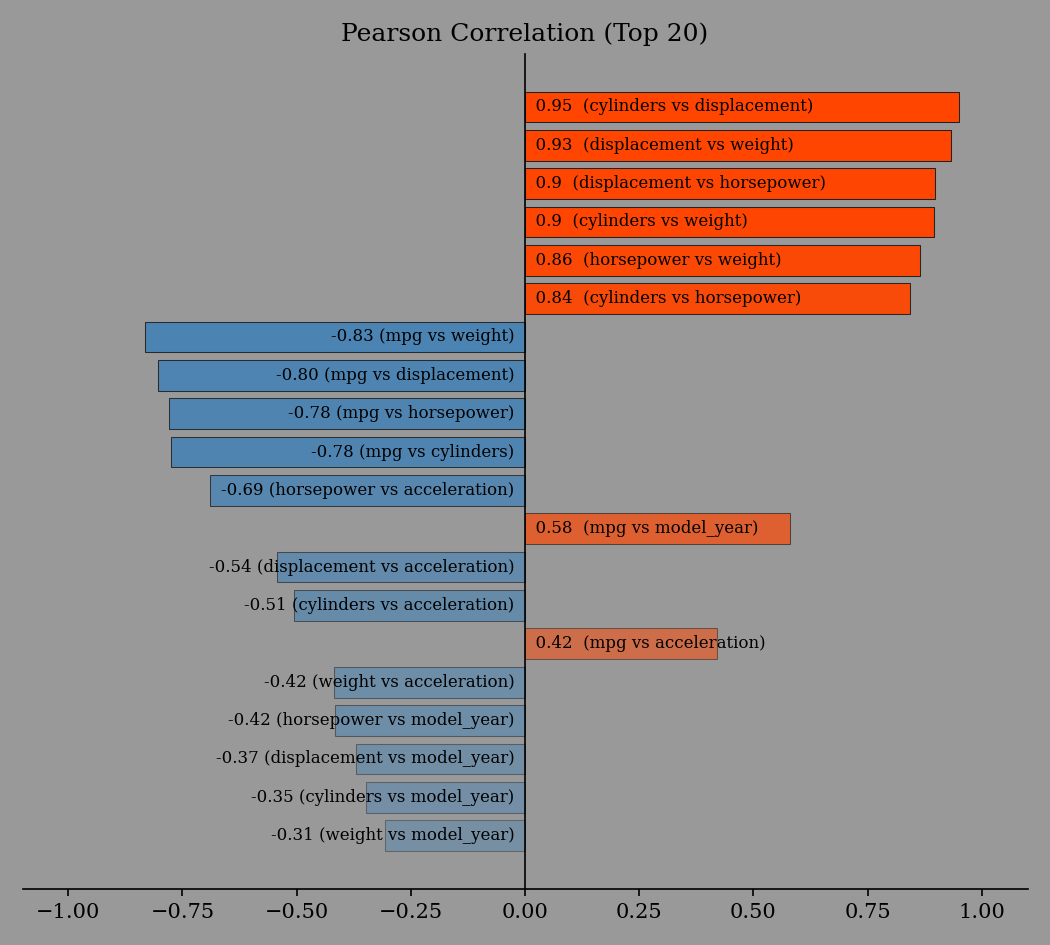 Pearson Correlation (Top 20)
0.95  (cylinders vs displacement)
0.93  (displacement vs weight)
0.9  (displacement vs horsepower)
0.9  (cylinders vs weight)
0.86  (horsepower vs weight)
0.84  (cylinders vs horsepower)
-0.83 (mpg vs weight)
-0.80 (mpg vs displacement)
-0.78 (mpg vs horsepower)
-0.78 (mpg vs cylinders)
-0.69 (horsepower vs acceleration)
0.58  (mpg vs model_year)
-0.54 (displacement vs acceleration)
-0.51 (cylinders vs acceleration)
0.42  (mpg vs acceleration)
-0.42 (weight vs acceleration)
-0.42 (horsepower vs model_year)
-0.37 (displacement vs model_year)
-0.35 (cylinders vs model_year)
-0.31 (weight vs model_year)
−1.00 −0.75 −0.50 −0.25 0.00 0.25 0.50 0.75 1.00